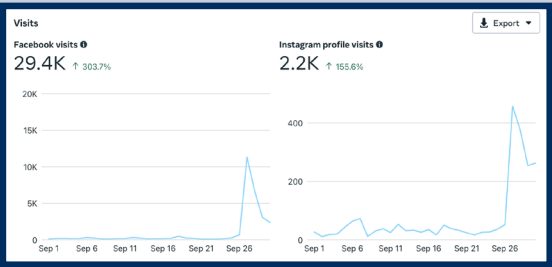 Visits
Export
Facebook visits
Instagram profile visits
29.4K ↑ 303.7%
2.2K ↑ 155.6%
20K
15K
10K
5K
0
Sep 1 Sep 6 Sep 11 Sep 16 Sep 21 Sep 26
400
200
0
Sep 1 Sep 6 Sep 11 Sep 16 Sep 21 Sep 26